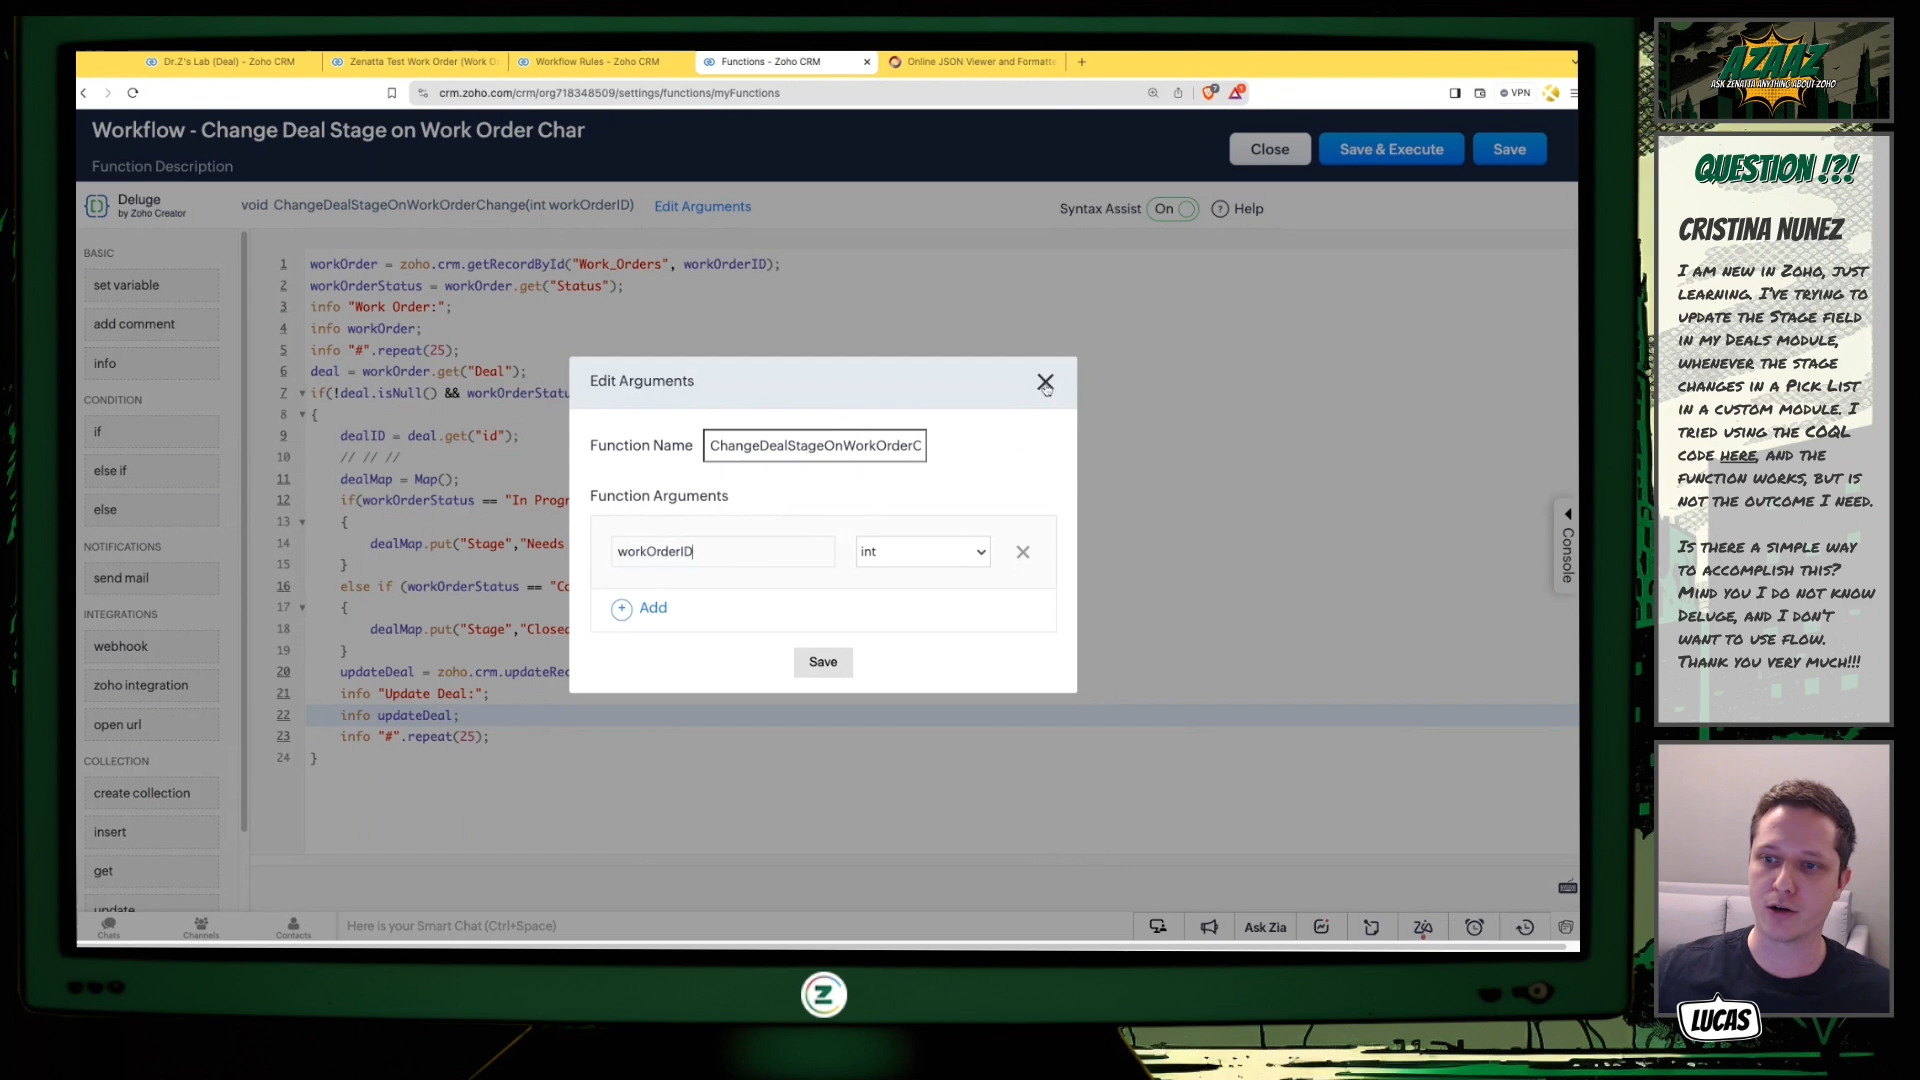 Dr.Z's Lab (Deal) - Zoho CRM
Zenatta Test Work Order (Work O
Workflow Rules - Zoho CRM
Functions - Zoho CRM
Online JSON Viewer and Formatte
crm.zoho.com/crm/org718348509/settings/functions/myFunctions
VPN
Workflow - Change Deal Stage on Work Order Char
Function Description
Close
Save & Execute
Save
Deluge
by Zoho Creator
void ChangeDealStageOnWorkOrderChange(int workOrderID)
Edit Arguments
Syntax Assist
On
Help
BASIC
set variable
add comment
info
CONDITION
if
else if
else
NOTIFICATIONS
send mail
INTEGRATIONS
webhook
zoho integration
open url
COLLECTION
create collection
insert
get
update
1 workOrder = zoho.crm.getRecordById("Work_Orders", workOrderID);
2 workOrderStatus = workOrder.get("Status");
3 info "Work Order:";
4 info workOrder;
5 info "#".repeat(25);
6 deal = workOrder.get("Deal");
7 if(!deal.isNull() && workOrderStatu
8 {
9 dealID = deal.get("id");
10 // // //
11 dealMap = Map();
12 if(workOrderStatus == "In Progr
13 {
14 dealMap.put("Stage","Needs
15 }
16 else if (workOrderStatus == "Co
17 {
18 dealMap.put("Stage","Closed
19 }
20 updateDeal = zoho.crm.updateRec
21 info "Update Deal:";
22 info updateDeal;
23 info "#".repeat(25);
24 }
Edit Arguments
Function Name
ChangeDealStageOnWorkOrderC
Function Arguments
workOrderID
int
Add
Save
Console
Chats
Channels
Contacts
Here is your Smart Chat (Ctrl+Space)
Ask Zia
Z
AZAAZ
ASK ZENATTA ANYTHING ABOUT ZOHO
QUESTION !?!
CRISTINA NUNEZ
I AM NEW IN ZOHO, JUST
LEARNING. I'VE TRYING TO
UPDATE THE STAGE FIELD
IN MY DEALS MODULE,
WHENEVER THE STAGE
CHANGES IN A PICK LIST
IN A CUSTOM MODULE. I
TRIED USING THE COQL
CODE HERE, AND THE
FUNCTION WORKS, BUT IS
NOT THE OUTCOME I NEED.
IS THERE A SIMPLE WAY
TO ACCOMPLISH THIS?
MIND YOU I DO NOT KNOW
DELUGE, AND I DON'T
WANT TO USE FLOW.
THANK YOU VERY MUCH!!!
LUCAS